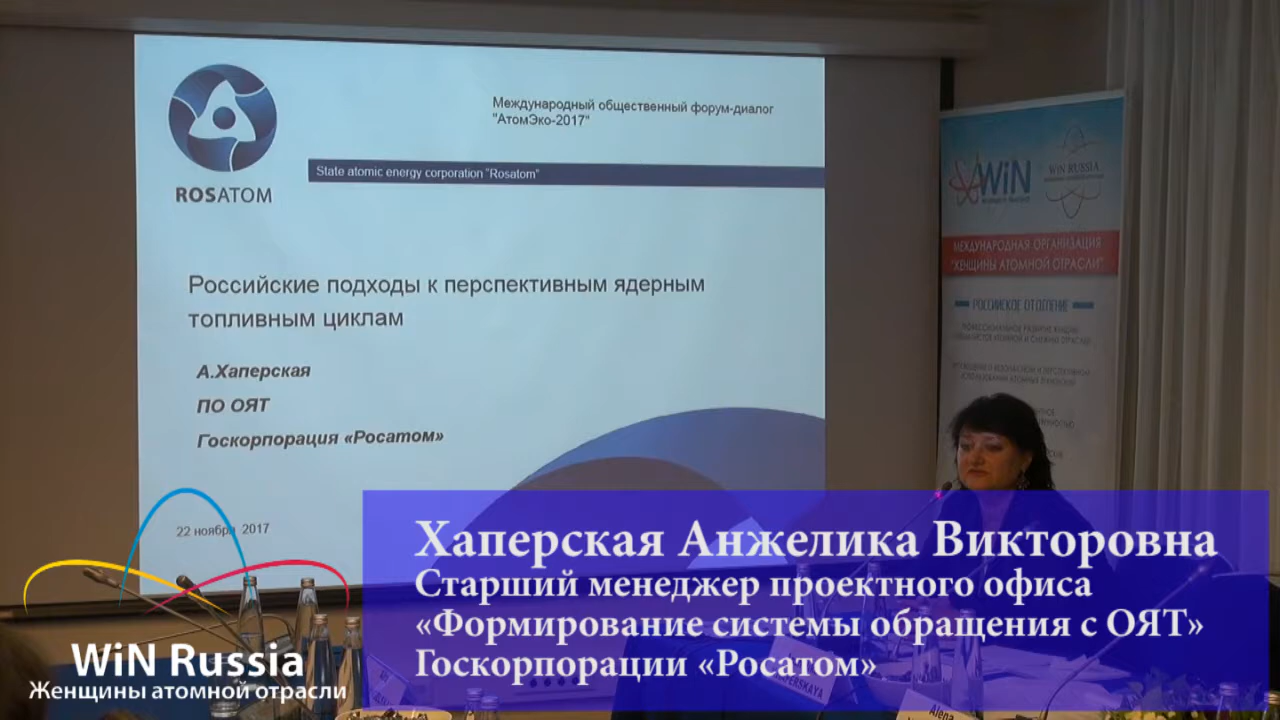 Международный общественный форум-диалог
"АтомЭко-2017"
State atomic energy corporation "Rosatom"
ROSATOM
Российские подходы к перспективным ядерным
топливным циклам
А.Хаперская
ПО ОЯТ
Госкорпорация «Росатом»
22 ноября 2017
WiN
WIN RUSSIA
МЕЖДУНАРОДНАЯ ОРГАНИЗАЦИЯ
"ЖЕНЩИНЫ АТОМНОЙ ОТРАСЛИ"
РОССИЙСКОЕ ОТДЕЛЕНИЕ
Хаперская Анжелика Викторовна
Старший менеджер проектного офиса
«Формирование системы обращения с ОЯТ»
Госкорпорации «Росатом»
WiN Russia
Женщины атомной отрасли
Alena